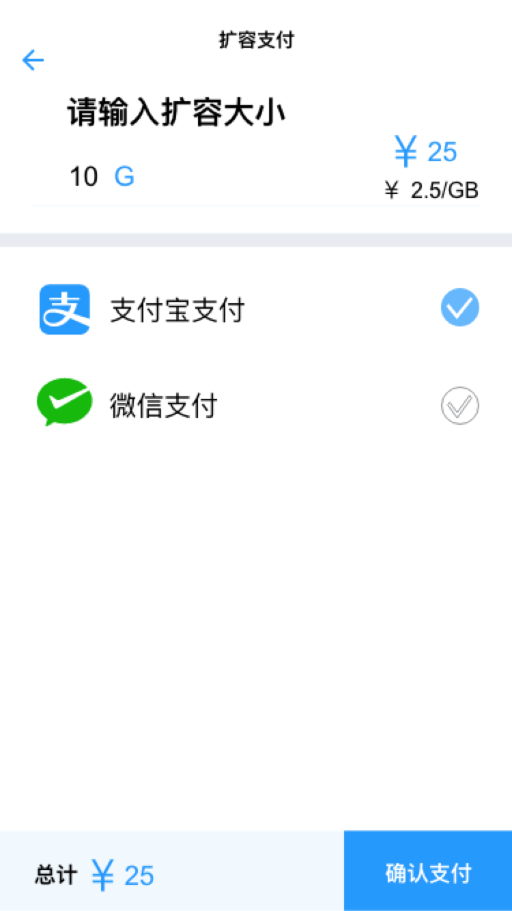 扩容支付
请输入扩容大小
10 G
¥ 25
¥ 2.5/GB
支 支付宝支付
微信支付
总计 ¥ 25
确认支付